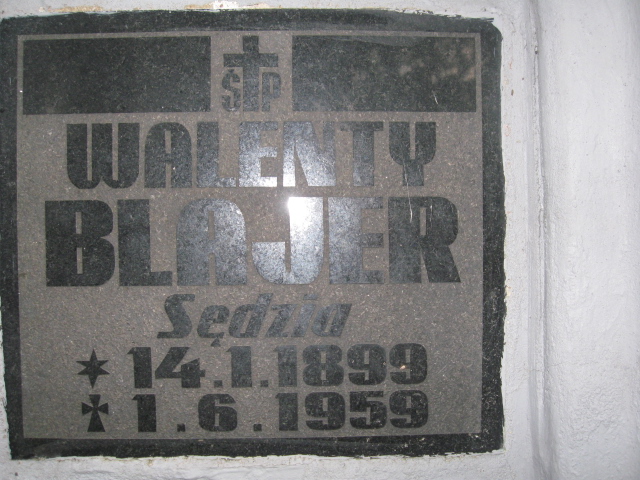 ŚP
WALENTY
BLAJER
Sędzia
14.1.1899
1.6.1959